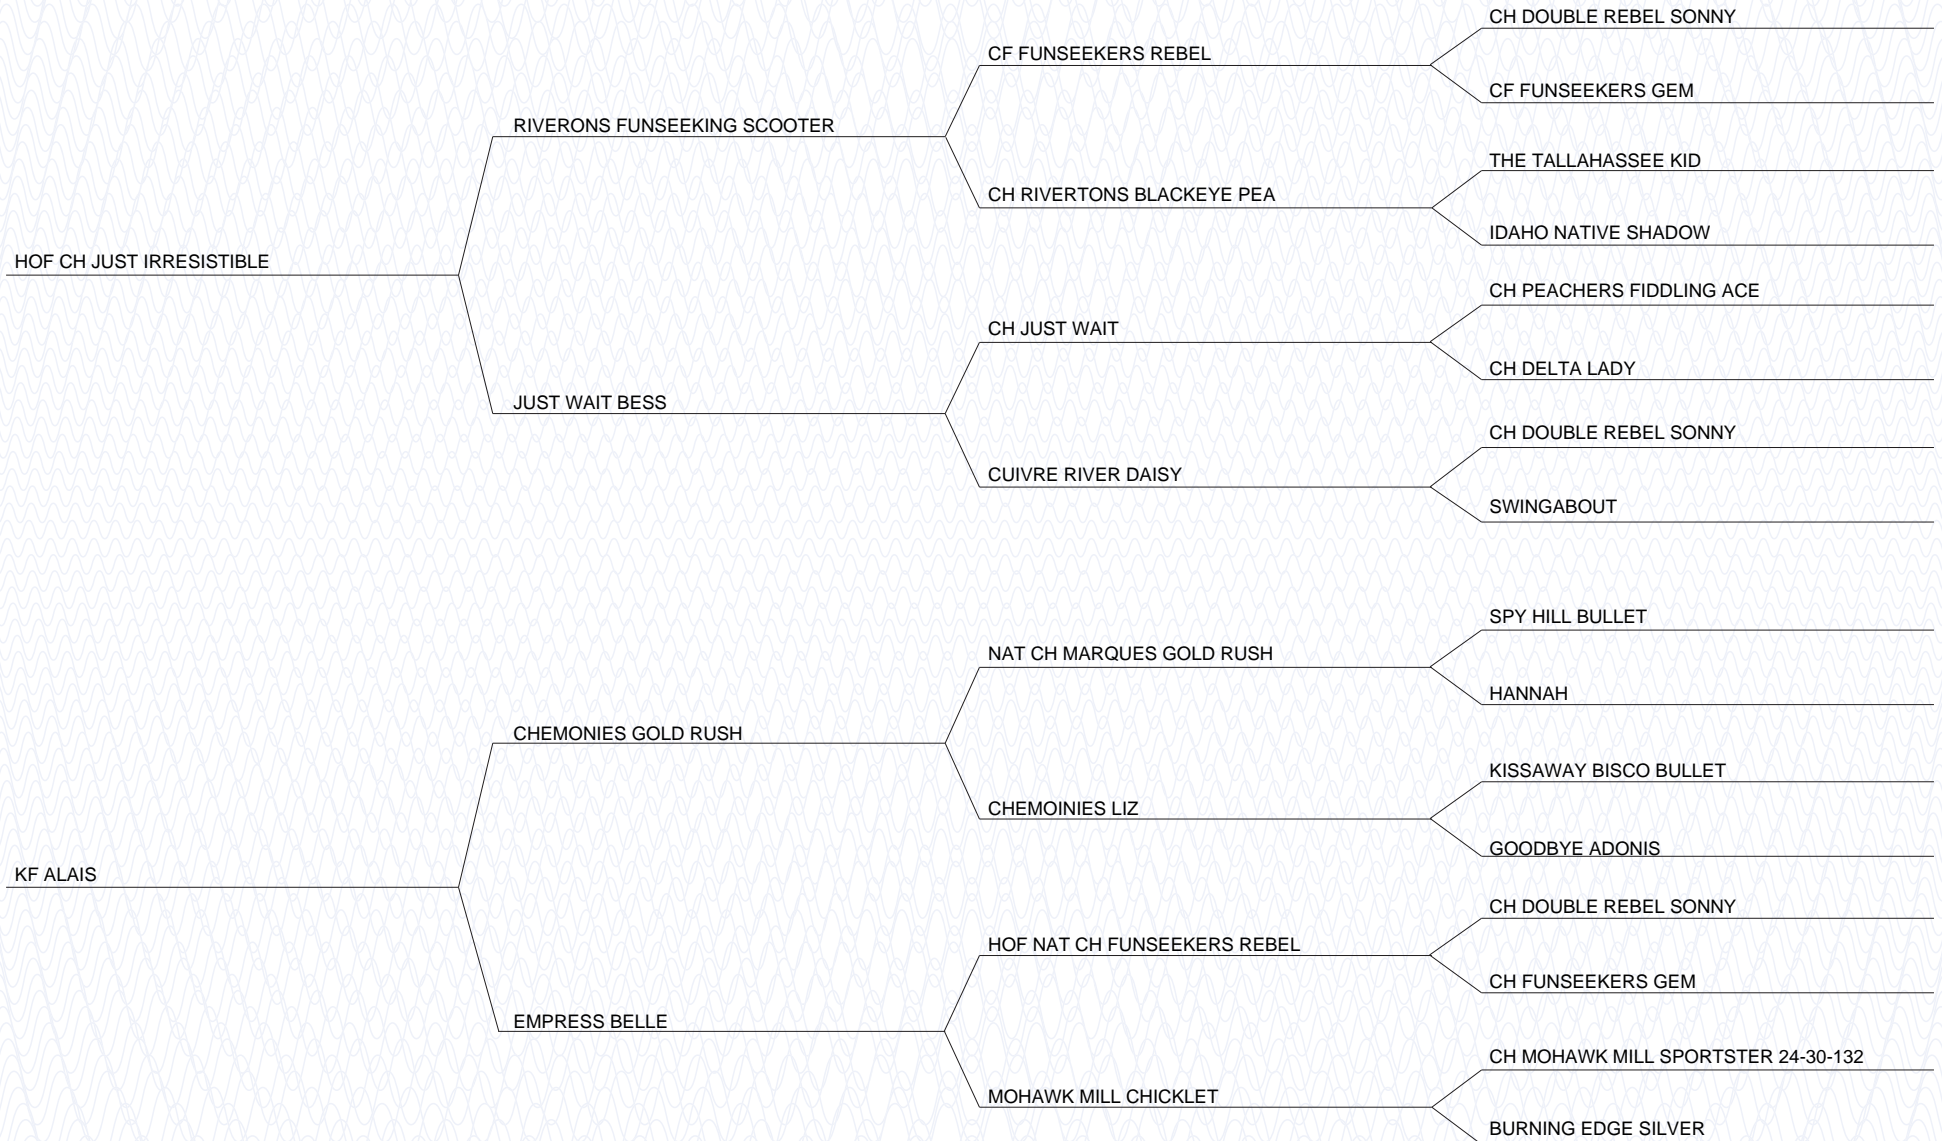 CH DOUBLE REBEL SONNY
CF FUNSEEKERS REBEL
CF FUNSEEKERS GEM
RIVERONS FUNSEEKING SCOOTER
THE TALLAHASSEE KID
CH RIVERTONS BLACKEYE PEA
IDAHO NATIVE SHADOW
HOF CH JUST IRRESISTIBLE
CH PEACHERS FIDDLING ACE
CH JUST WAIT
CH DELTA LADY
JUST WAIT BESS
CH DOUBLE REBEL SONNY
CUIVRE RIVER DAISY
SWINGABOUT
SPY HILL BULLET
NAT CH MARQUES GOLD RUSH
HANNAH
CHEMONIES GOLD RUSH
KISSAWAY BISCO BULLET
CHEMOINIES LIZ
GOODBYE ADONIS
KF ALAIS
CH DOUBLE REBEL SONNY
HOF NAT CH FUNSEEKERS REBEL
CH FUNSEEKERS GEM
EMPRESS BELLE
CH MOHAWK MILL SPORTSTER 24-30-132
MOHAWK MILL CHICKLET
BURNING EDGE SILVER